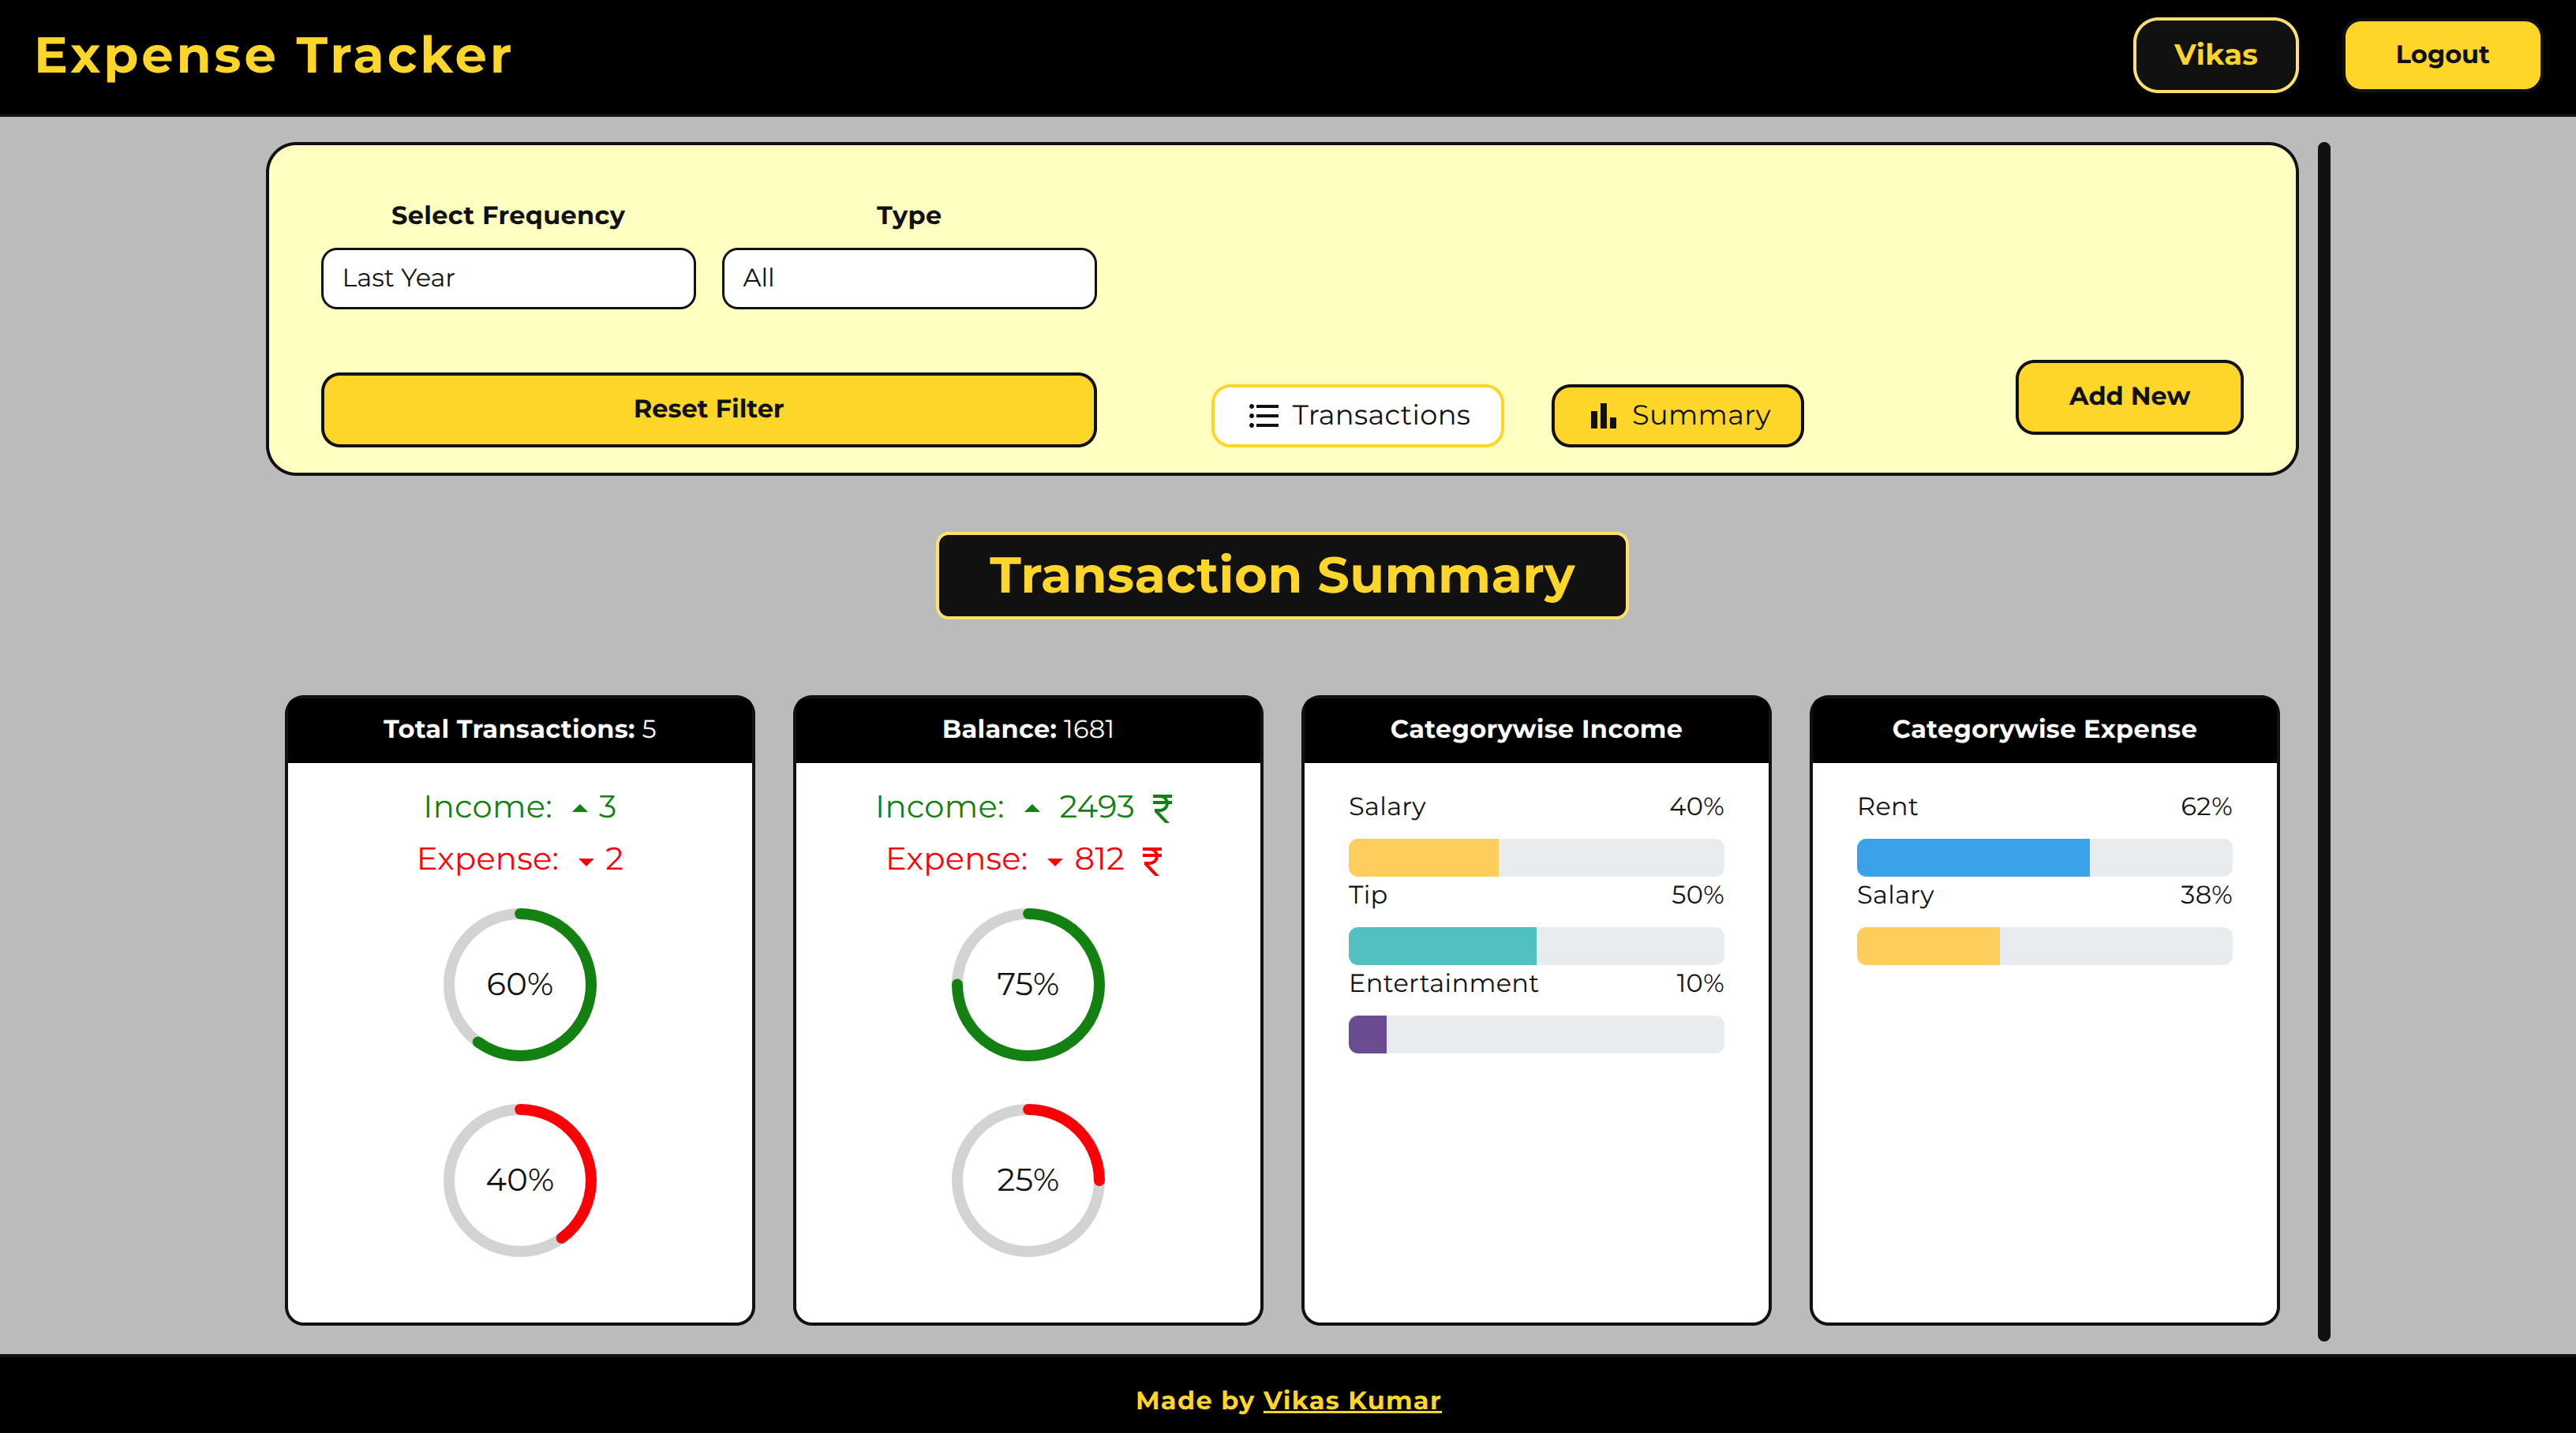 Expense Tracker
Vikas
Logout
Select Frequency
Type
Last Year
All
Reset Filter
Transactions
Summary
Add New
Transaction Summary
Total Transactions: 5
Income: 3
Expense: 2
60%
40%
Balance: 1681
Income: 2493 ₹
Expense: 812 ₹
75%
25%
Categorywise Income
Salary 40%
Tip 50%
Entertainment 10%
Categorywise Expense
Rent 62%
Salary 38%
Made by Vikas Kumar